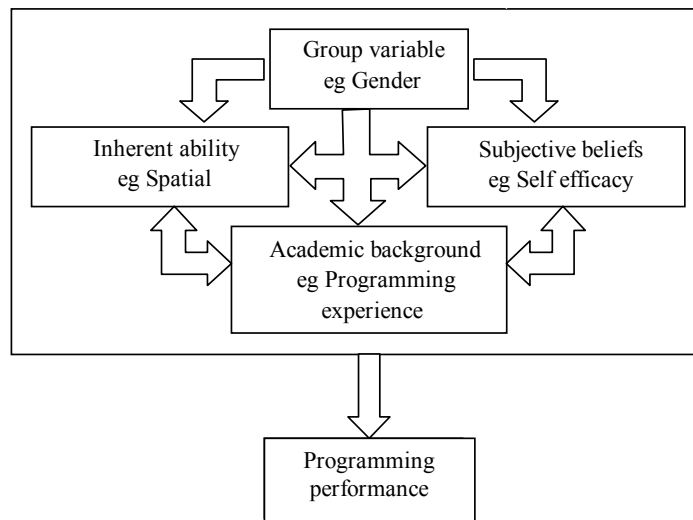 Group variable
eg Gender
Inherent ability
eg Spatial
Subjective beliefs
eg Self efficacy
Academic background
eg Programming
experience
Programming
performance